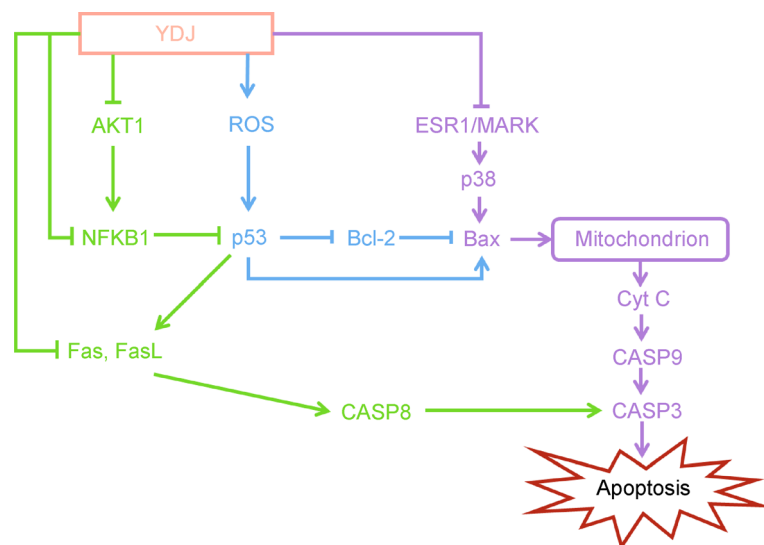 YDJ
AKT1
ROS
ESR1/MARK
p38
NFKB1
p53
Bcl-2
Bax
Mitochondrion
Cyt C
Fas, FasL
CASP9
CASP8
CASP3
Apoptosis